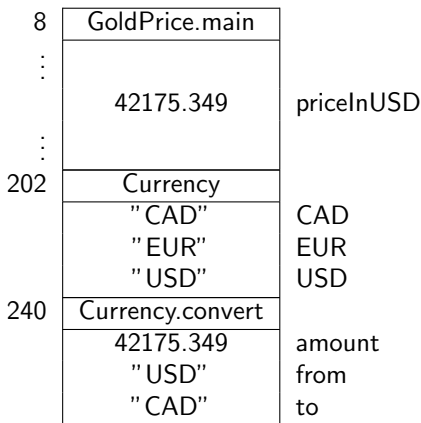 8 GoldPrice.main
⋮
42175.349 priceInUSD
⋮
202 Currency
"CAD" CAD
"EUR" EUR
"USD" USD
240 Currency.convert
42175.349 amount
"USD" from
"CAD" to